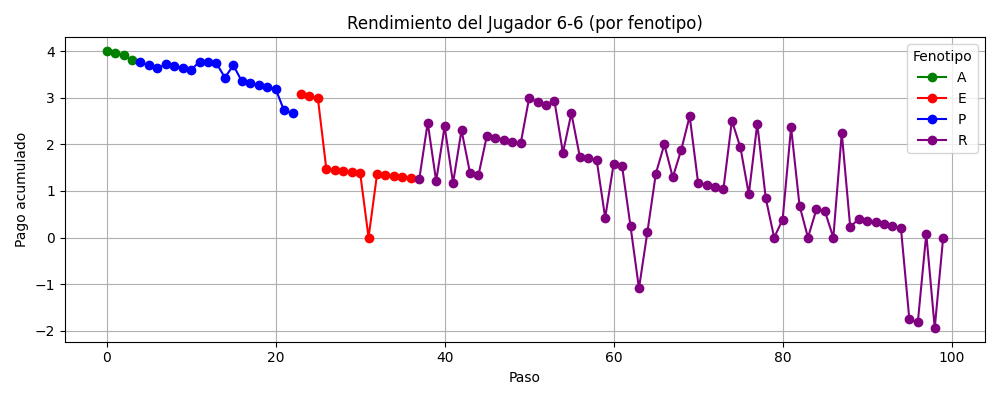 Rendimiento del Jugador 6-6 (por fenotipo)
Pago acumulado
4
3
2
1
0
−1
−2
Fenotipo
A
E
P
R
0 20 40 60 80 100
Paso